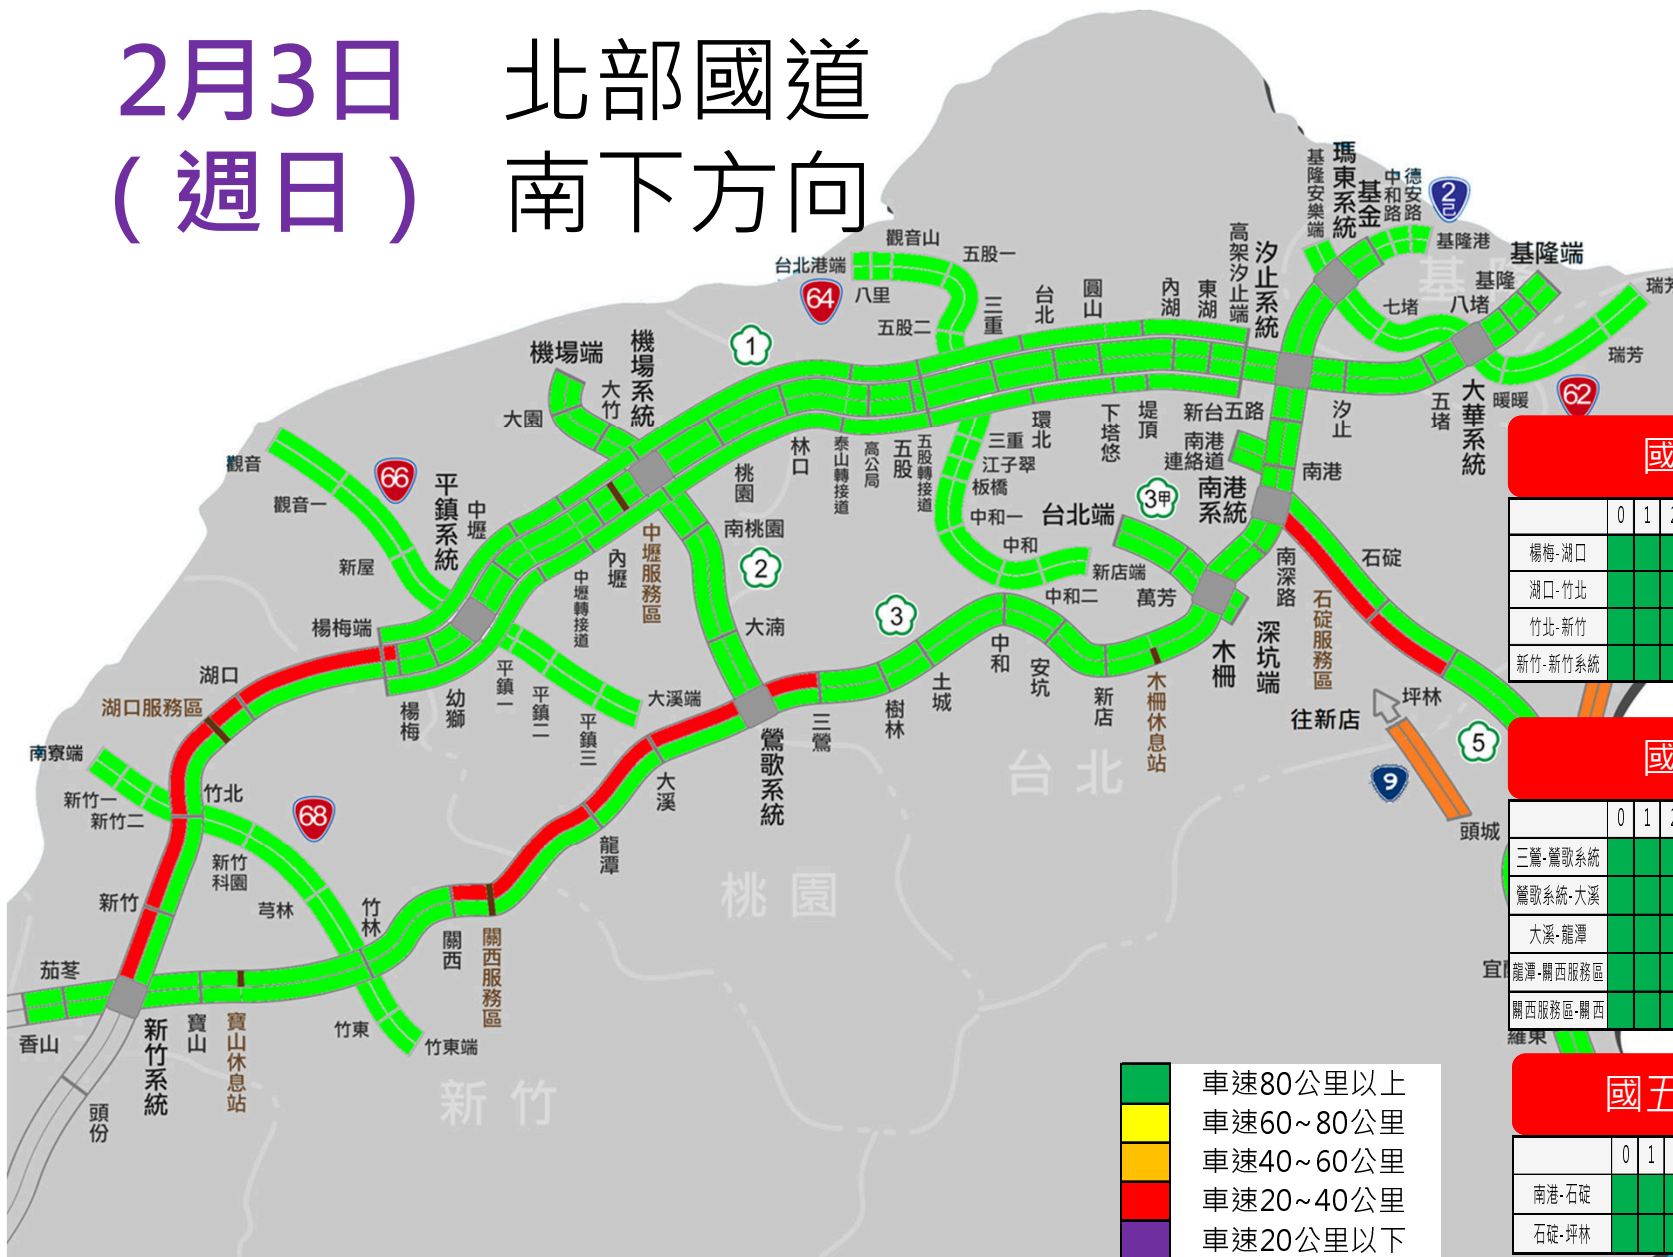 2月3日 北部國道
(週日) 南下方向
基隆安樂端
瑪東系統
基金
中和路
德安路
2己
基隆港
基隆端
基隆
瑞芳
台北港端
64
八里
觀音山
五股一
五股二
三重
台北
圓山
內湖
東湖
高架汐止端
汐止系統
七堵
八堵
瑞芳
62
暖暖
大華系統
五堵
汐止
機場端
機場系統
大竹
大園
1
觀音
66
觀音一
新屋
平鎮系統
中壢
林口
桃園
泰山轉接道
高公局
五股
五股轉接道
三重
江子翠
板橋
中和一
環北
下塔悠
堤頂
新台五路
南港連絡道
南港
南港系統
3甲
台北端
中和
新店端
中和二
萬芳
南深路
石碇
石碇服務區
中壢服務區
內壢
中壢轉接道
南桃園
2
大湳
3
楊梅端
湖口
湖口服務區
幼獅
楊梅
平鎮一
平鎮二
平鎮三
大溪端
大溪
鶯歌系統
三鶯
樹林
土城
中和
安坑
新店
木柵休息站
木柵
深坑端
坪林
往新店
5
9
頭城
南寮端
新竹一
新竹二
竹北
68
新竹科園
芎林
竹林
新竹
龍潭
關西
關西服務區
茄苳
香山
新竹系統
寶山
寶山休息站
竹東
竹東端
頭份
台北
桃園
新竹
羅東
國
0 1
楊梅-湖口
湖口-竹北
竹北-新竹
新竹-新竹系統
國
0 1
三鶯-鶯歌系統
鶯歌系統-大溪
大溪-龍潭
龍潭-關西服務區
關西服務區-關西
國五
0 1
南港-石碇
石碇-坪林
車速80公里以上
車速60~80公里
車速40~60公里
車速20~40公里
車速20公里以下